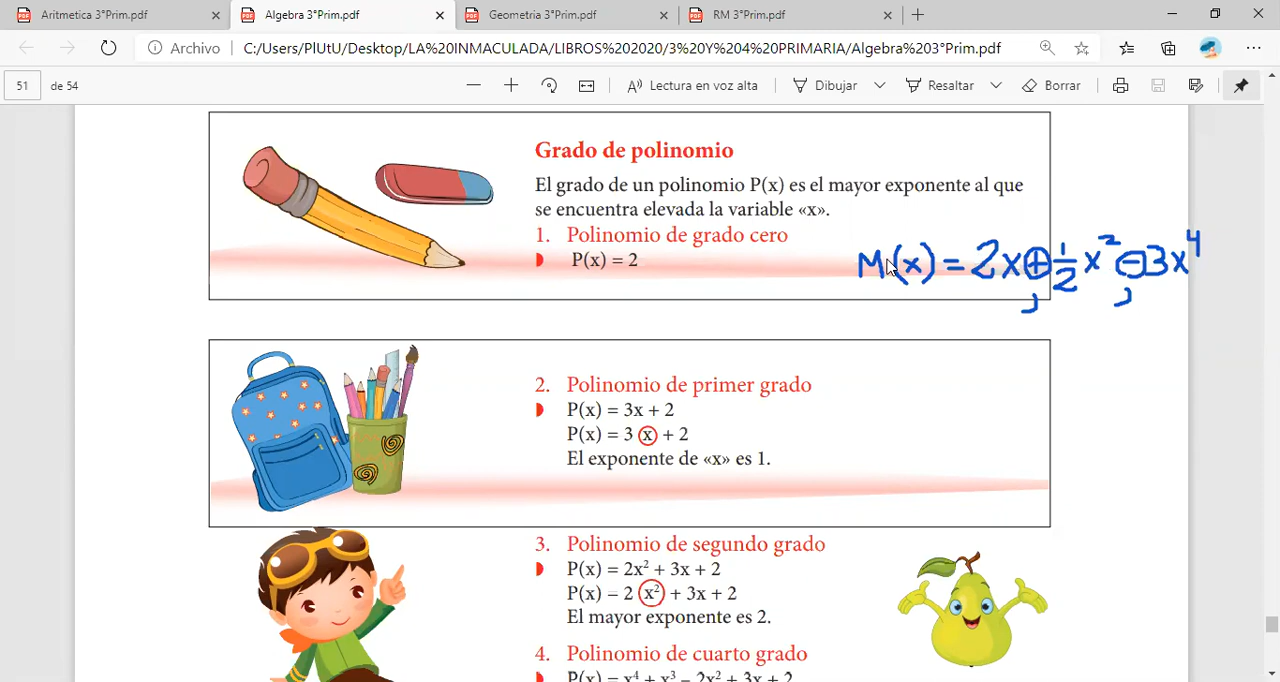 Aritmetica 3°Prim.pdf
Algebra 3°Prim.pdf
Geometria 3°Prim.pdf
RM 3°Prim.pdf
Archivo
C:/Users/PlUtU/Desktop/LA%20INMACULADA/LIBROS%202020/3%20Y%204%20PRIMARIA/Algebra%203°Prim.pdf
51 de 54
Lectura en voz alta
Dibujar
Resaltar
Borrar
Grado de polinomio
El grado de un polinomio P(x) es el mayor exponente al que
se encuentra elevada la variable «x».
1. Polinomio de grado cero
P(x) = 2
M(x) = 2x + 1/2 x² - 3x⁴
2. Polinomio de primer grado
P(x) = 3x + 2
P(x) = 3 x + 2
El exponente de «x» es 1.
3. Polinomio de segundo grado
P(x) = 2x² + 3x + 2
P(x) = 2 x² + 3x + 2
El mayor exponente es 2.
4. Polinomio de cuarto grado
P(x) = x⁴ + x³ – 2x² + 3x + 2